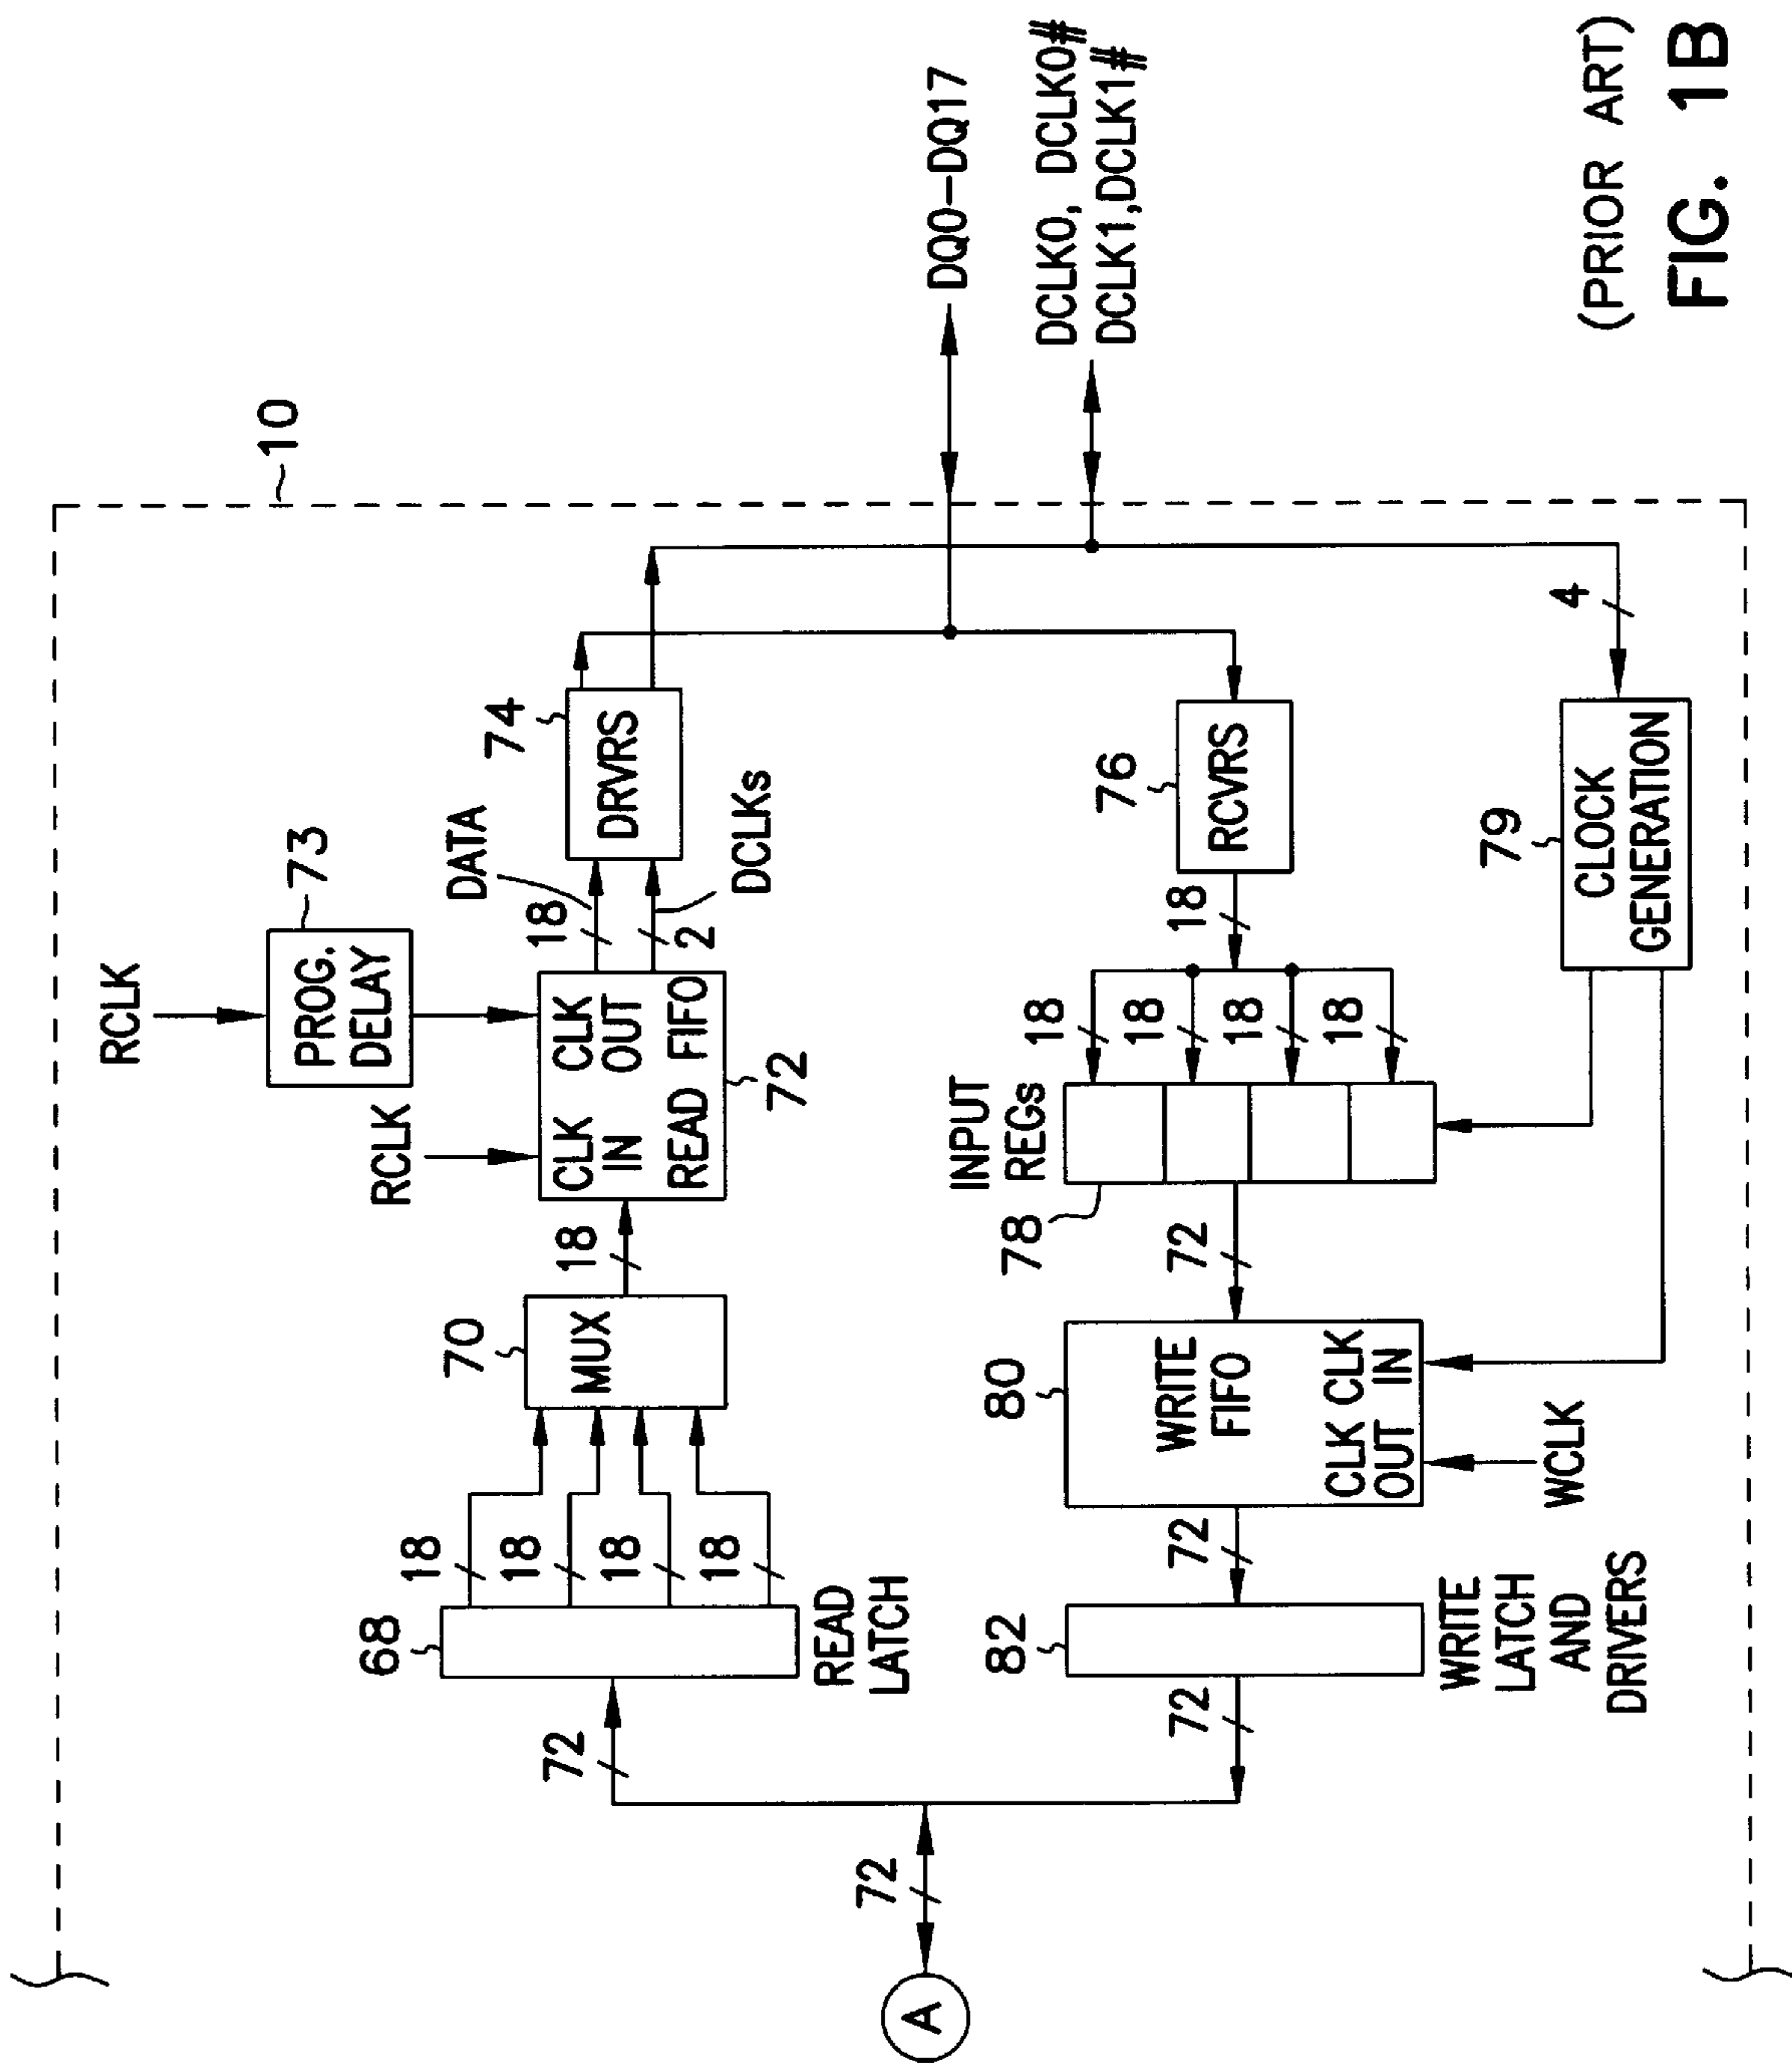 10
RCLK
PROG.
DELAY
73
RCLK
CLK CLK
IN OUT
READ FIFO
72
DATA
18
2
DCLKs
74
DRVRS
70
MUX
18
68
18
18
18
18
READ
LATCH
72
72
A
DQ0-DQ17
DCLK0, DCLK0#
DCLK1,DCLK1#
76
RCVRS
18
18
18
18
18
INPUT
REGs
78
72
80
WRITE
FIFO
CLK CLK
OUT IN
WCLK
72
82
72
WRITE
LATCH
AND
DRIVERS
79
CLOCK
GENERATION
4
(PRIOR ART)
FIG. 1B